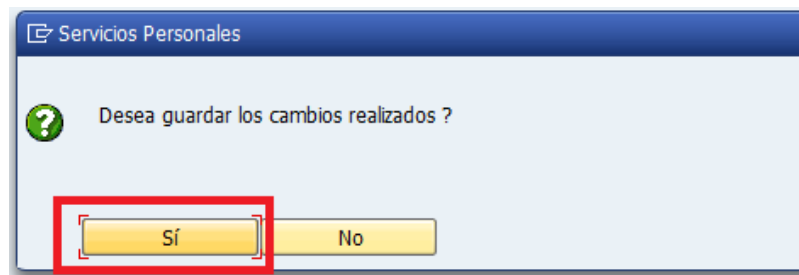 Servicios Personales
Desea guardar los cambios realizados ?
Sí No